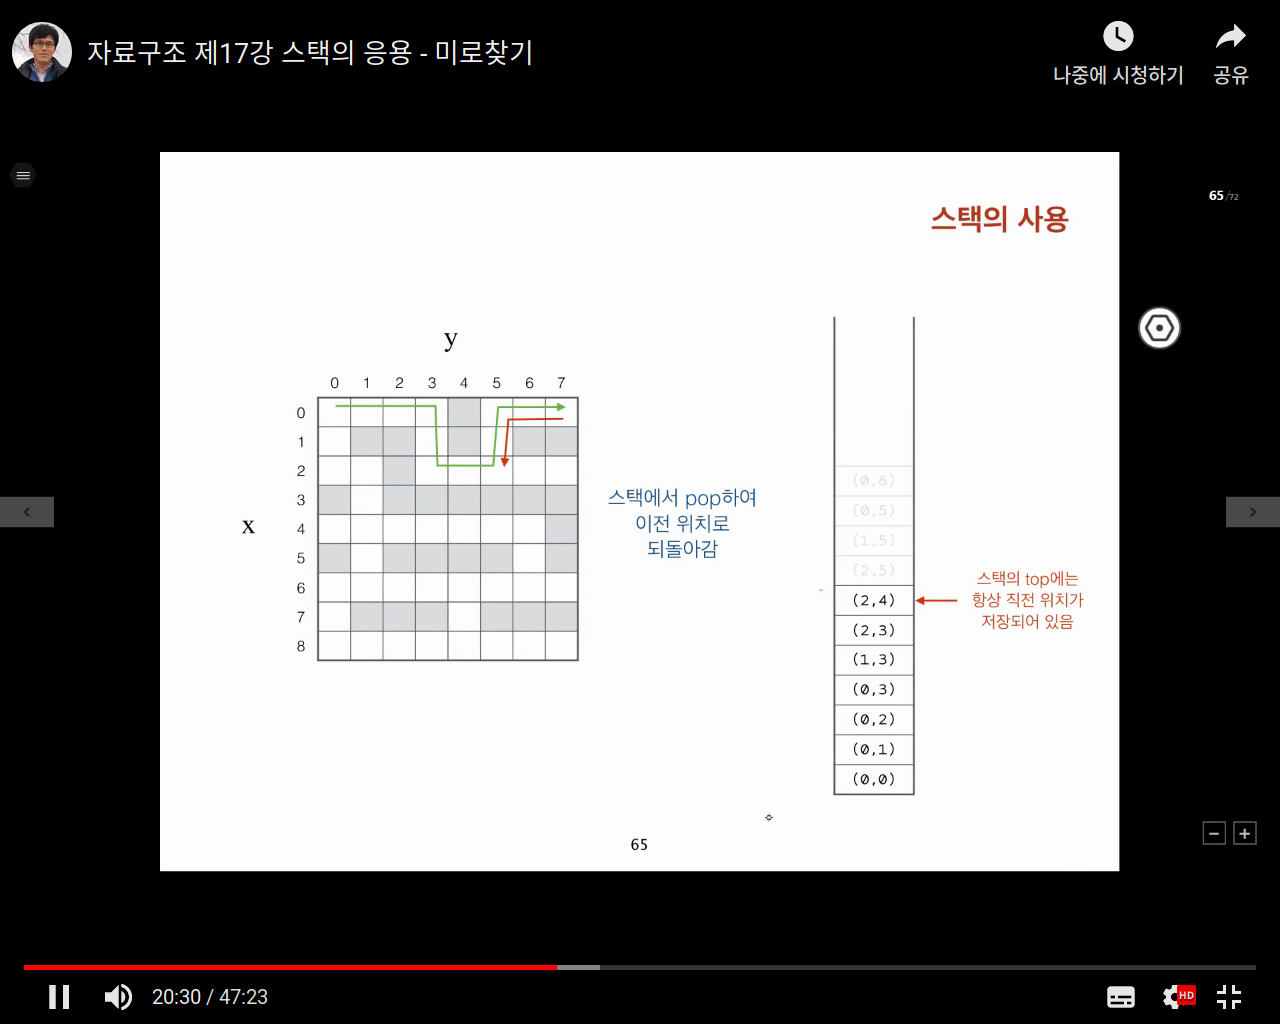 자료구조 제17강 스택의 응용 - 미로찾기
나중에 시청하기
공유
65/72
스택의 사용
y
0 1 2 3 4 5 6 7
0
1
2
3
4
5
6
7
8
x
스택에서 pop하여
이전 위치로
되돌아감
(0,6)
(0,5)
(1,5)
(2,5)
(2,4)
(2,3)
(1,3)
(0,3)
(0,2)
(0,1)
(0,0)
스택의 top에는
항상 직전 위치가
저장되어 있음
65
20:30 / 47:23
HD